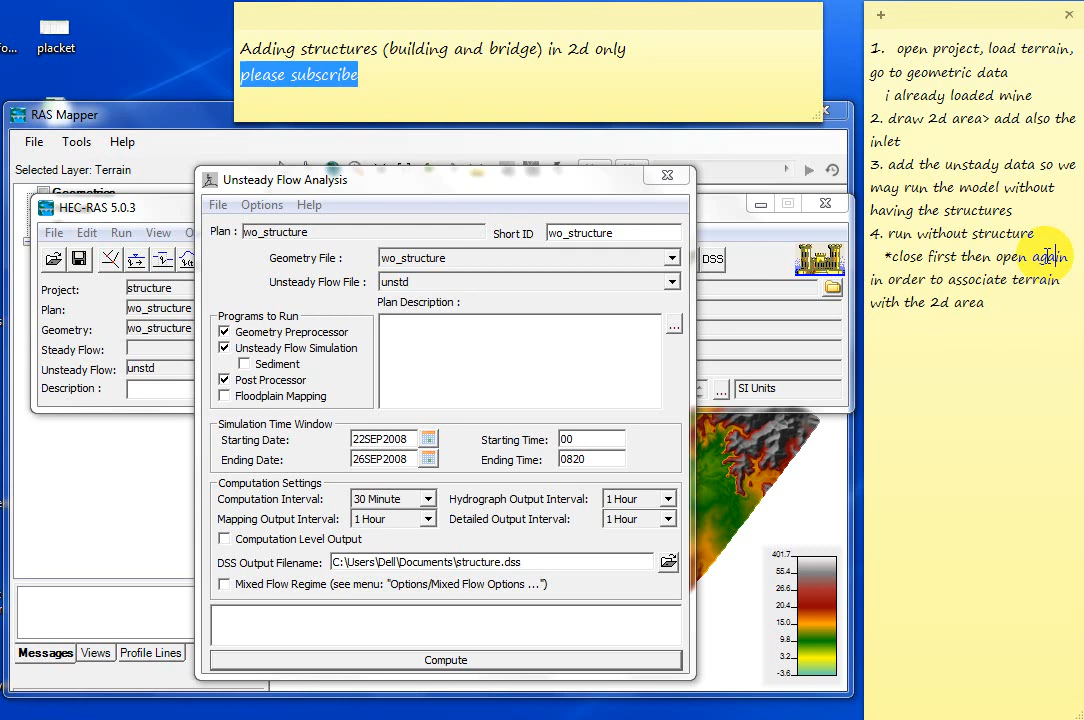 fo...
placket
Adding structures (building and bridge) in 2d only
please subscribe
+
1. open project, load terrain,
go to geometric data
i already loaded mine
2. draw 2d area> add also the
inlet
3. add the unstady data so we
may run the model without
having the structures
4. run without structure
*close first then open again
in order to associate terrain
with the 2d area
RAS Mapper
File Tools Help
Selected Layer: Terrain
Geometries
HEC-RAS 5.0.3
File Edit Run View O
Project: structure
Plan: wo_structure
Geometry: wo_structure
Steady Flow:
Unsteady Flow: unstd
Description :
DSS
...
SI Units
Unsteady Flow Analysis
File Options Help
Plan : wo_structure Short ID wo_structure
Geometry File : wo_structure
Unsteady Flow File : unstd
Plan Description :
...
Programs to Run
Geometry Preprocessor
Unsteady Flow Simulation
Sediment
Post Processor
Floodplain Mapping
Simulation Time Window
Starting Date: 22SEP2008 Starting Time: 00
Ending Date: 26SEP2008 Ending Time: 0820
Computation Settings
Computation Interval: 30 Minute Hydrograph Output Interval: 1 Hour
Mapping Output Interval: 1 Hour Detailed Output Interval: 1 Hour
Computation Level Output
DSS Output Filename: C:\Users\Dell\Documents\structure.dss
Mixed Flow Regime (see menu: "Options/Mixed Flow Options ...")
Compute
Messages Views Profile Lines
401.7
55.4
26.6
20.4
15.0
9.8
3.2
-3.6